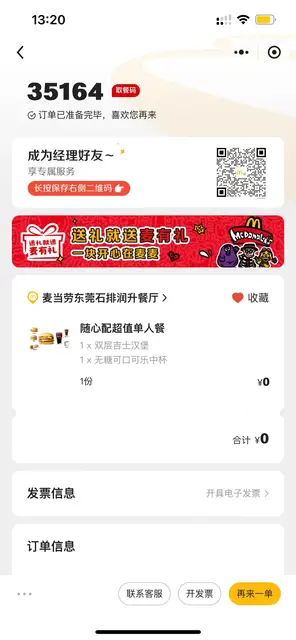 13:20
35164 取餐码
订单已准备完毕，喜欢您再来
成为经理好友～
享专属服务
长按保存右侧二维码
送礼就送
麦有礼
送礼就送麦有礼
一块开心在麦麦
McDonald's
麦当劳东莞石排润升餐厅
收藏
随心配超值单人餐
1 x 双层吉士汉堡
1 x 无糖可口可乐中杯
1份
¥0
合计 ¥0
发票信息
开具电子发票
订单信息
联系客服
开发票
再来一单